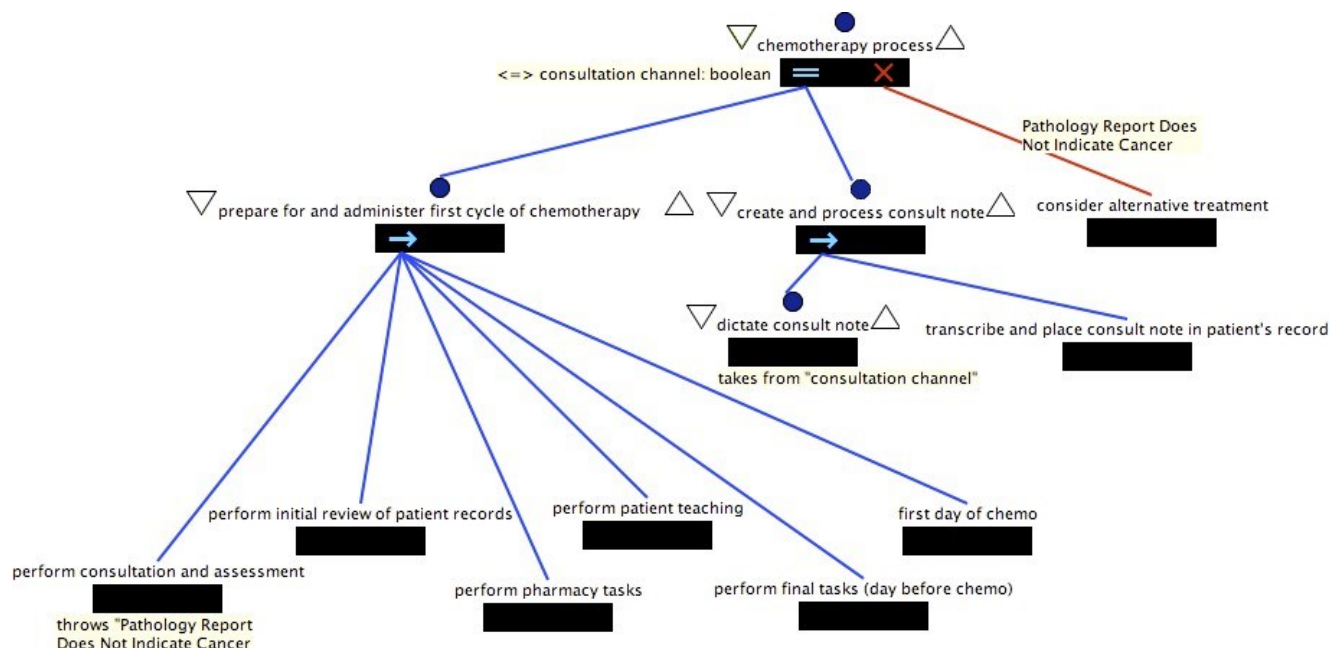 chemotherapy process
<=> consultation channel: boolean
Pathology Report Does
Not Indicate Cancer
prepare for and administer first cycle of chemotherapy
create and process consult note
consider alternative treatment
dictate consult note
takes from "consultation channel"
transcribe and place consult note in patient's record
perform initial review of patient records
perform patient teaching
first day of chemo
perform consultation and assessment
throws "Pathology Report
Does Not Indicate Cancer
perform pharmacy tasks
perform final tasks (day before chemo)